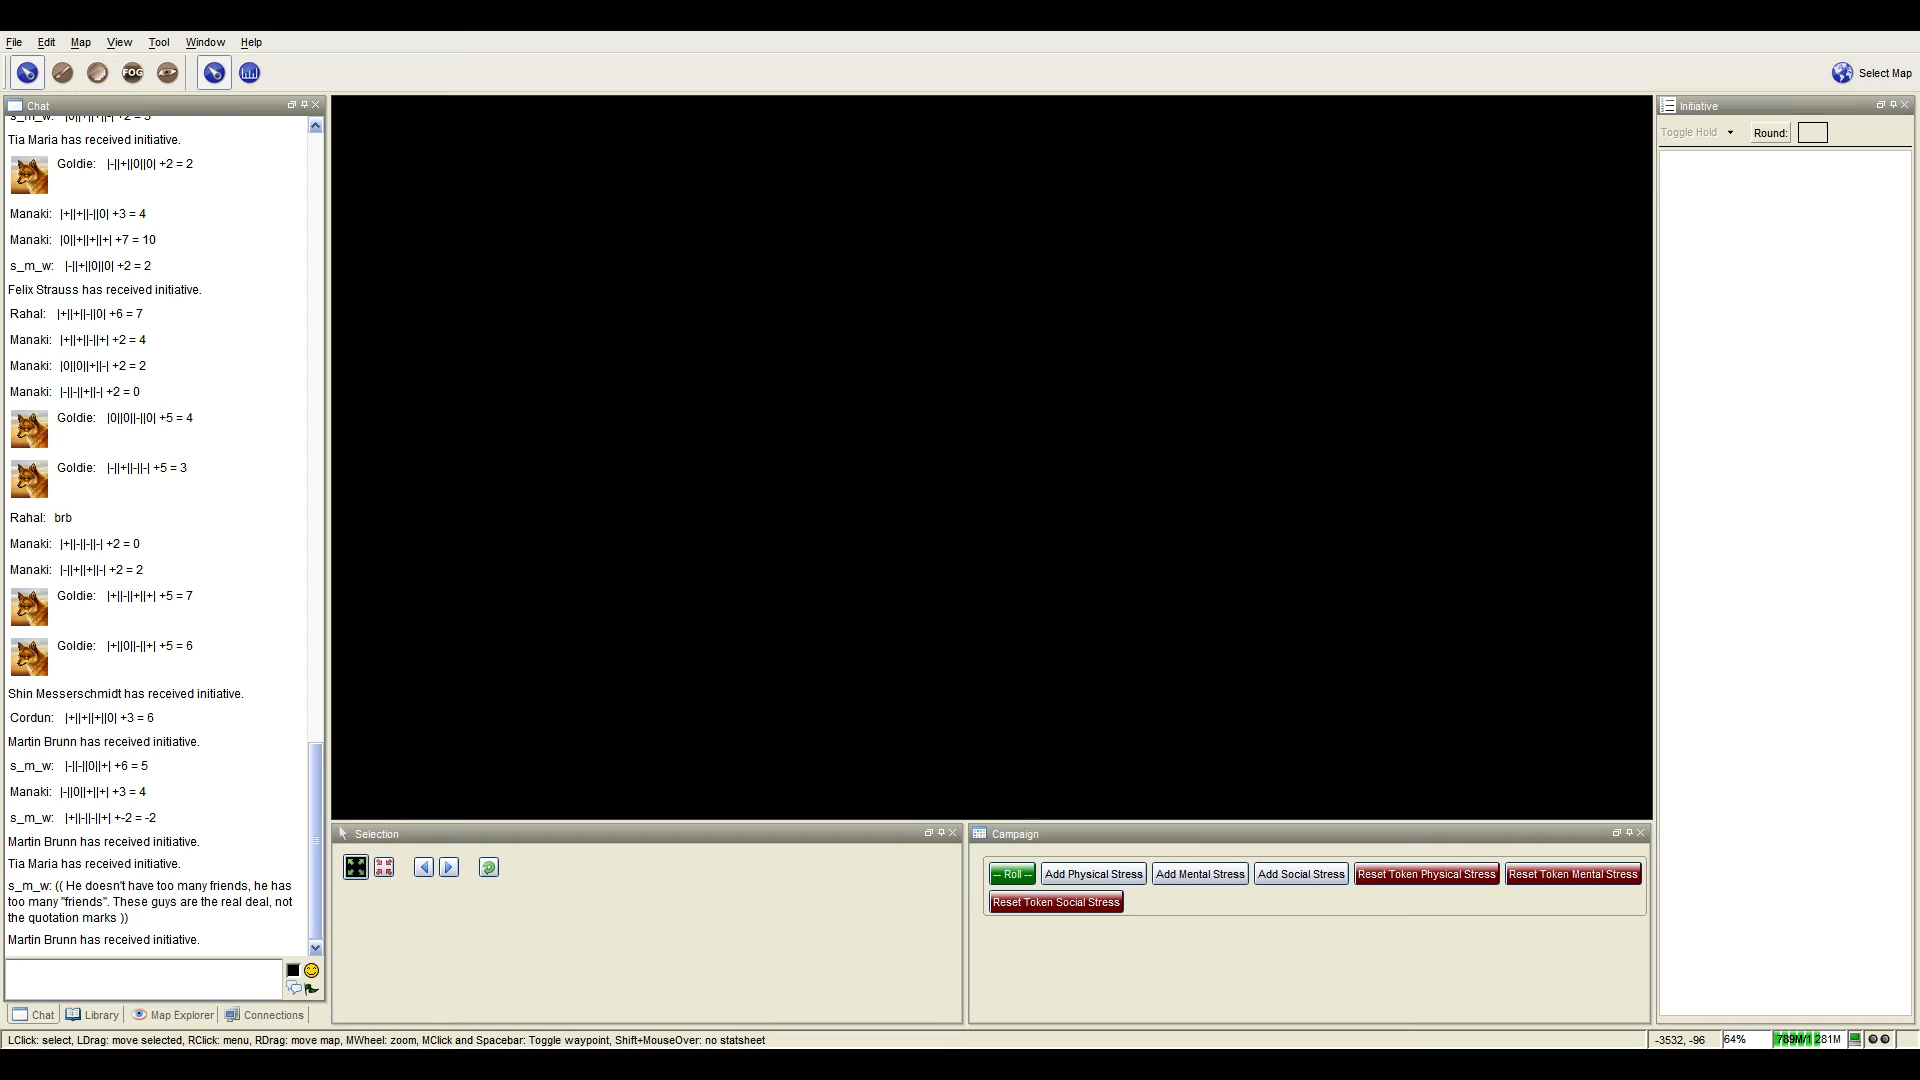 File Edit Map View Tool Window Help
FOG
Select Map
Chat
Tia Maria has received initiative.
Goldie: |-||+||0||0| +2 = 2
Manaki: |+||+||-||0| +3 = 4
Manaki: |0||+||+||+| +7 = 10
s_m_w: |-||+||0||0| +2 = 2
Felix Strauss has received initiative.
Rahal: |+||+||-||0| +6 = 7
Manaki: |+||+||-||+| +2 = 4
Manaki: |0||0||+||-| +2 = 2
Manaki: |-||-||+||-| +2 = 0
Goldie: |0||0||-||0| +5 = 4
Goldie: |-||+||-||-| +5 = 3
Rahal: brb
Manaki: |+||-||-||-| +2 = 0
Manaki: |-||+||+||-| +2 = 2
Goldie: |+||-||+||+| +5 = 7
Goldie: |+||0||-||+| +5 = 6
Shin Messerschmidt has received initiative.
Cordun: |+||+||+||0| +3 = 6
Martin Brunn has received initiative.
s_m_w: |-||-||0||+| +6 = 5
Manaki: |-||0||+||+| +3 = 4
s_m_w: |+||-||-||+| +-2 = -2
Martin Brunn has received initiative.
Tia Maria has received initiative.
s_m_w: (( He doesn't have too many friends, he has
too many "friends". These guys are the real deal, not
the quotation marks ))
Martin Brunn has received initiative.
Chat Library Map Explorer Connections
Selection
Campaign
-- Roll -- Add Physical Stress Add Mental Stress Add Social Stress Reset Token Physical Stress Reset Token Mental Stress
Reset Token Social Stress
Initiative
Toggle Hold Round:
LClick: select, LDrag: move selected, RClick: menu, RDrag: move map, MWheel: zoom, MClick and Spacebar: Toggle waypoint, Shift+MouseOver: no statsheet
-3532, -96 64% 789M/1 281M